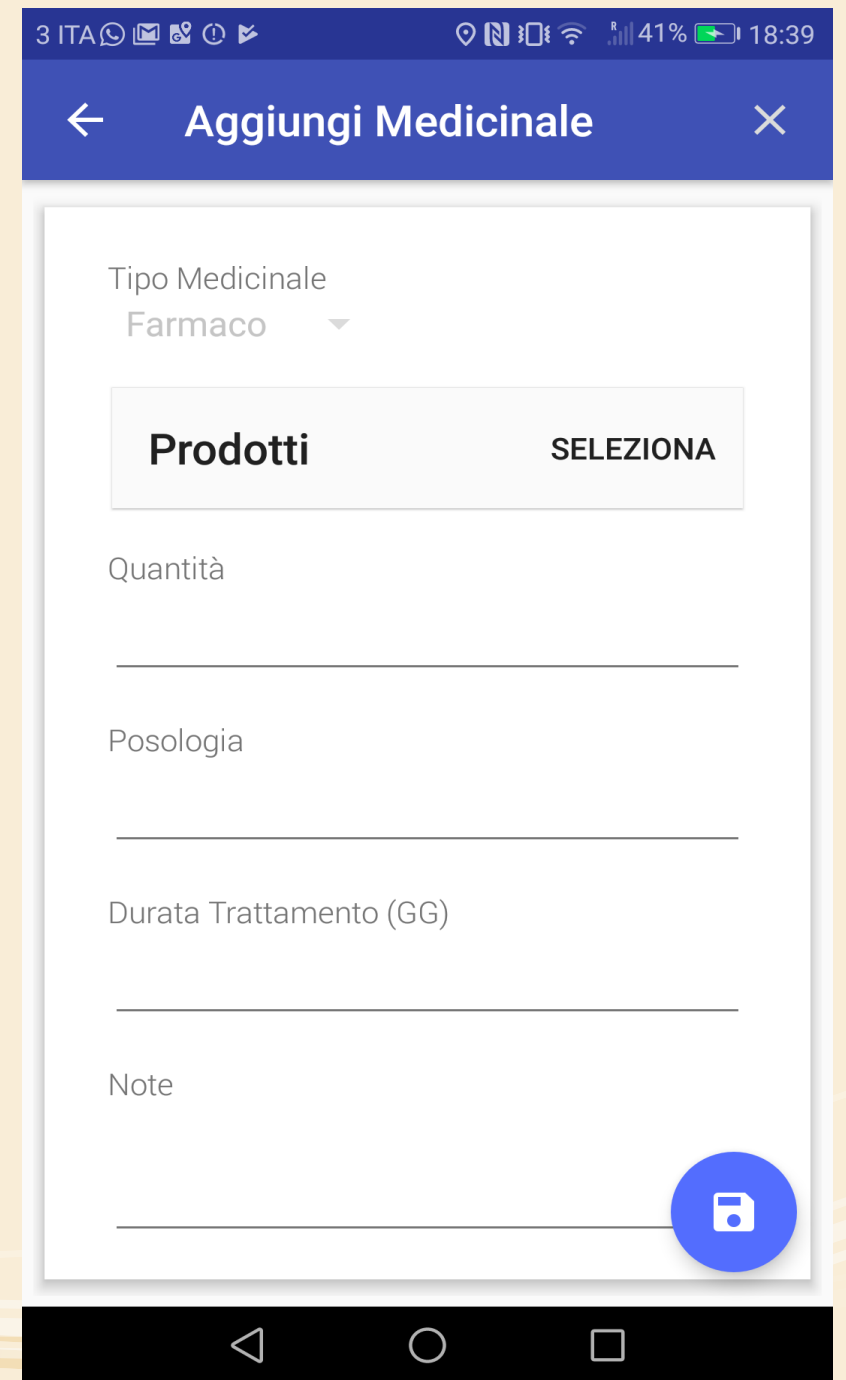 3 ITA 41% 18:39
Aggiungi Medicinale
Tipo Medicinale
Farmaco
Prodotti SELEZIONA
Quantità
Posologia
Durata Trattamento (GG)
Note